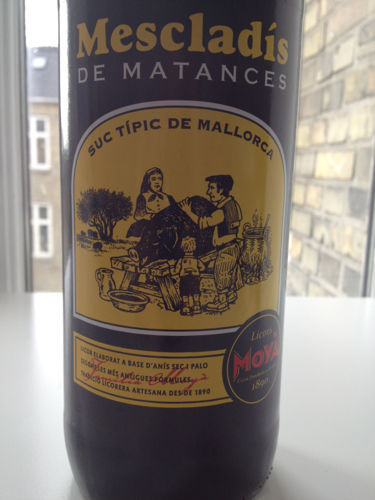 Mescladís
DE MATANCES
SUC TÍPIC DE MALLORCA
LICOR ELABORAT A BASE D'ANÍS SEC I PALO
SEGONS LES MÉS ANTIGUES FÓRMULES
TRADICIÓ LICORERA ARTESANA DES DE 1890
Licors
MOYÀ
1890